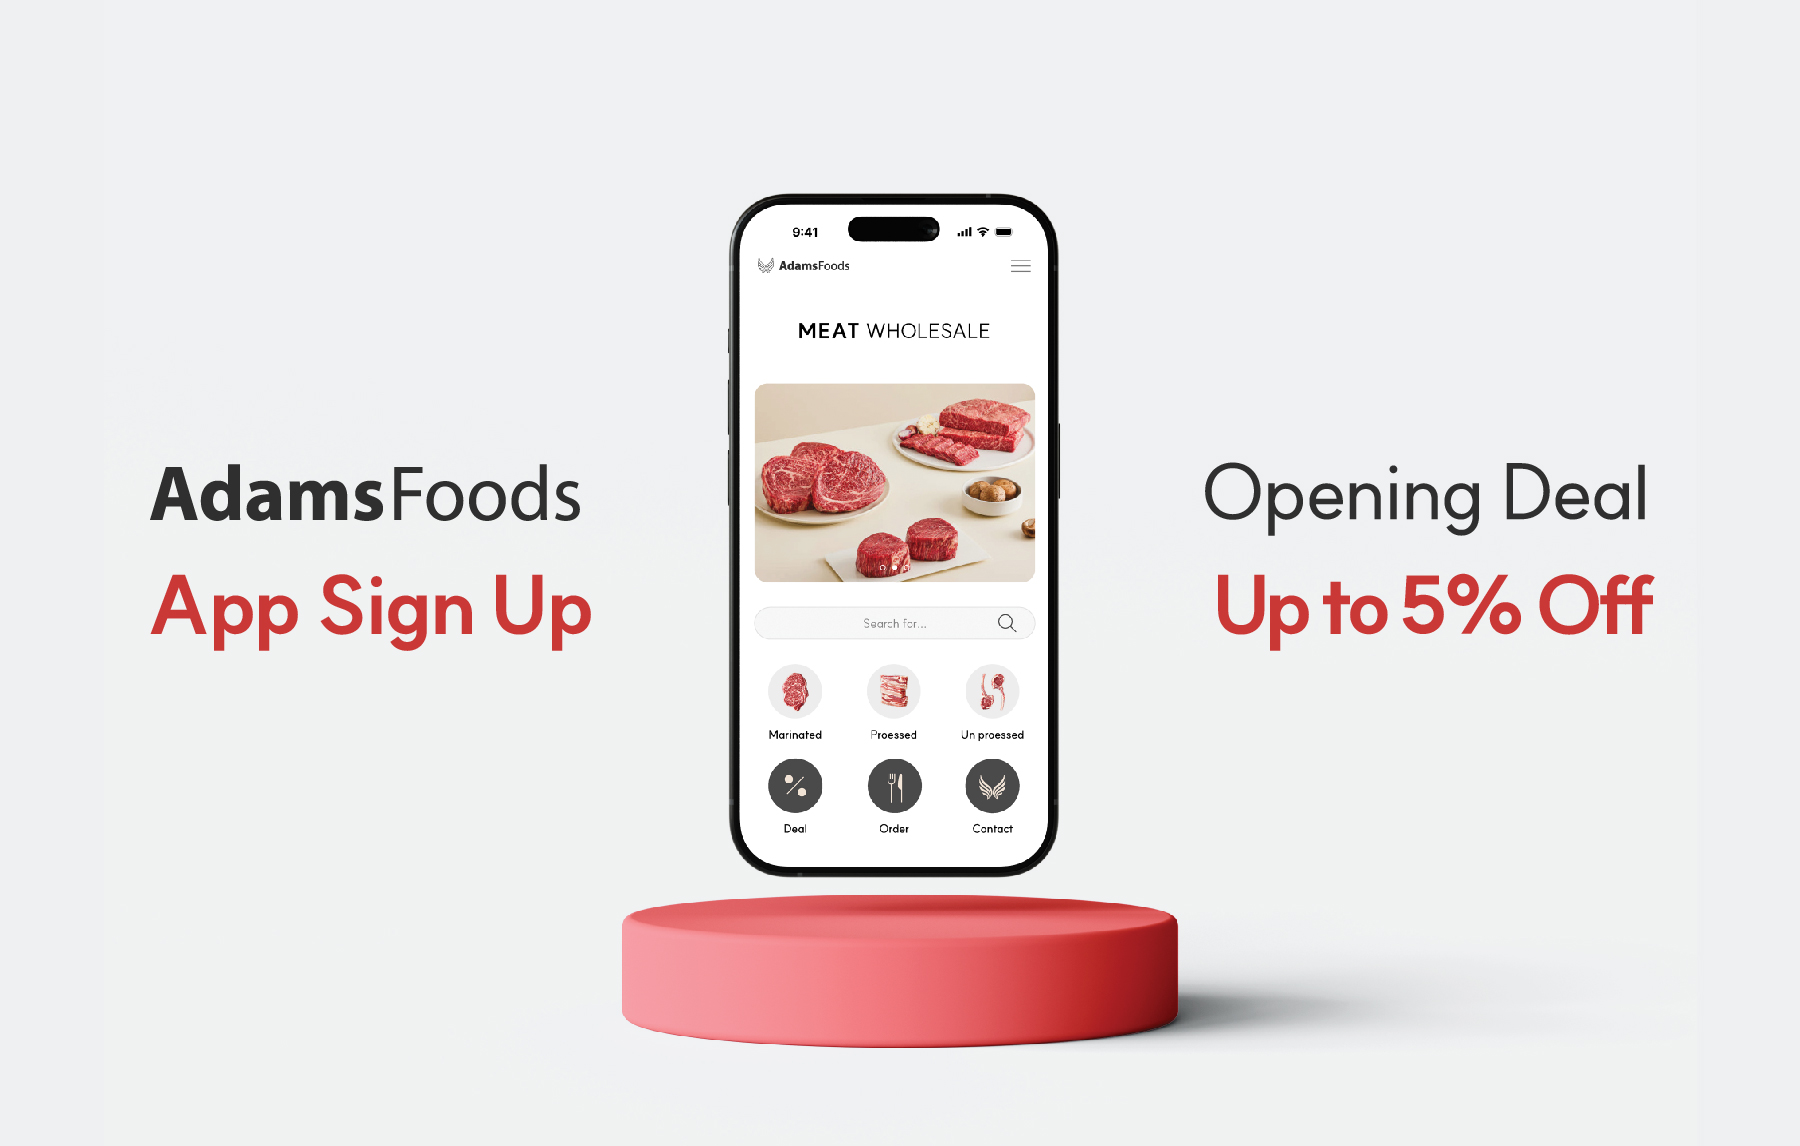 AdamsFoods
App Sign Up
9:41
AdamsFoods
MEAT WHOLESALE
Search for...
Marinated
Proessed
Un proessed
Deal
Order
Contact
Opening Deal
Up to 5% Off